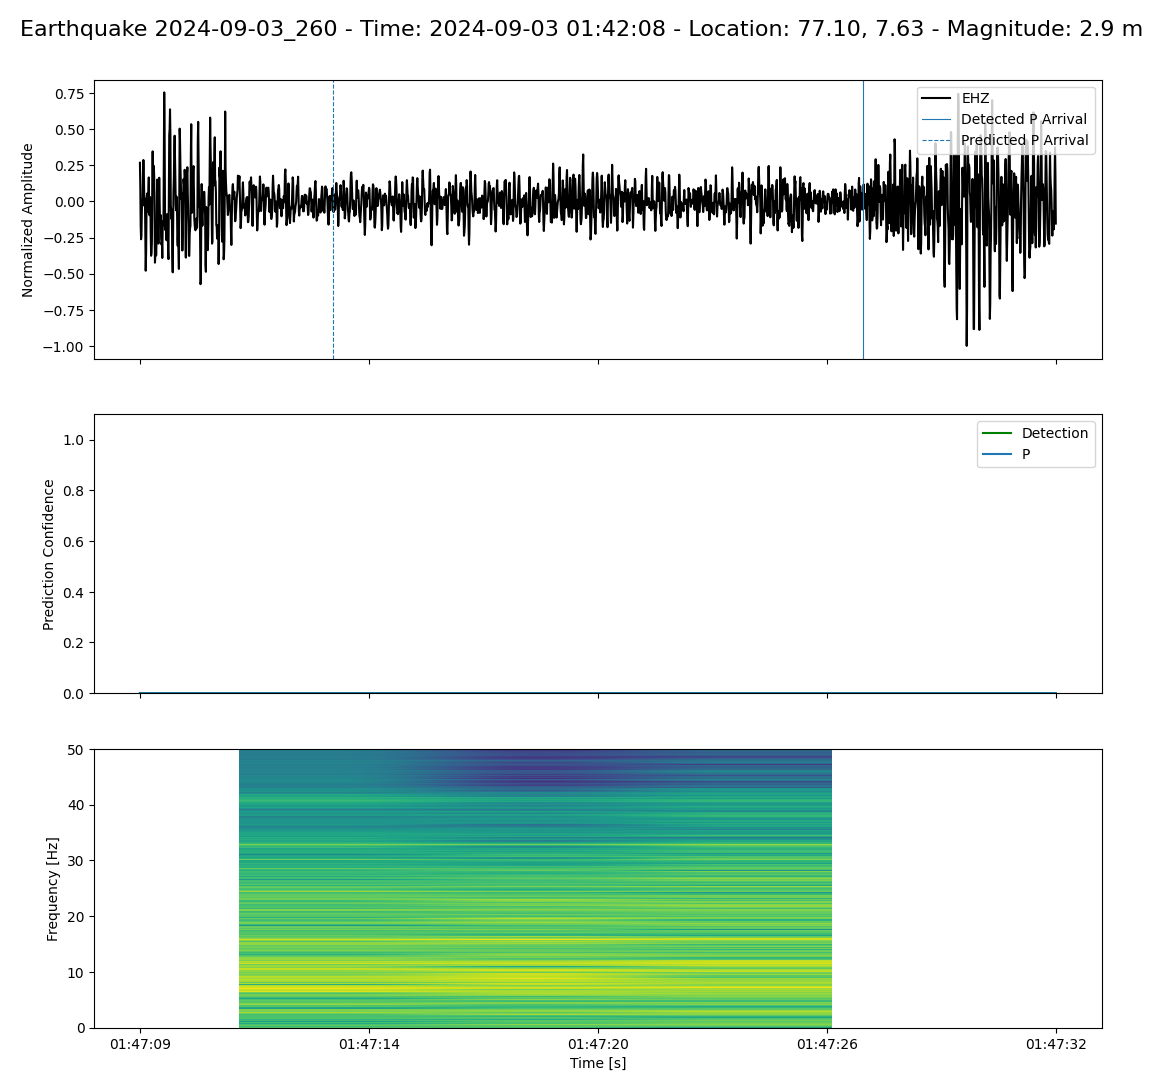 Earthquake 2024-09-03_260 - Time: 2024-09-03 01:42:08 - Location: 77.10, 7.63 - Magnitude: 2.9 m
Normalized Amplitude
0.75
0.50
0.25
0.00
−0.25
−0.50
−0.75
−1.00
EHZ
Detected P Arrival
Predicted P Arrival
Prediction Confidence
1.0
0.8
0.6
0.4
0.2
0.0
Detection
P
Frequency [Hz]
50
40
30
20
10
0
01:47:09 01:47:14 01:47:20 01:47:26 01:47:32
Time [s]